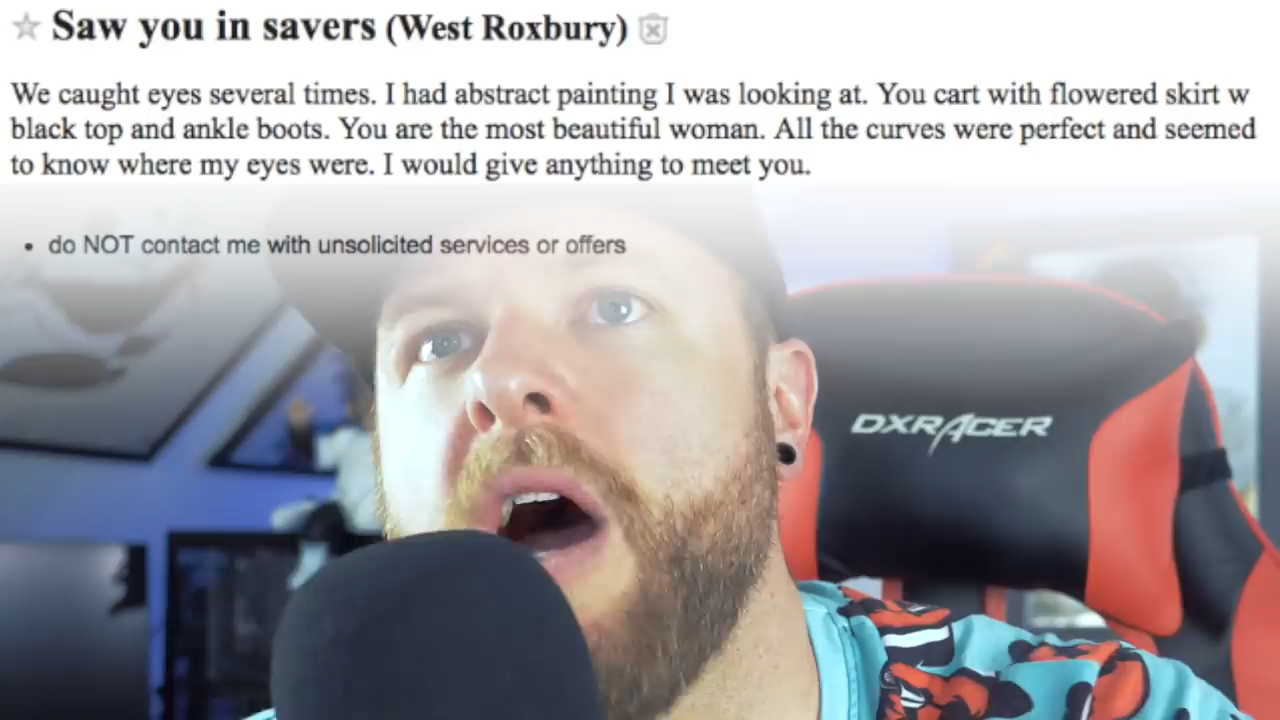 Saw you in savers (West Roxbury)
We caught eyes several times. I had abstract painting I was looking at. You cart with flowered skirt w
black top and ankle boots. You are the most beautiful woman. All the curves were perfect and seemed
to know where my eyes were. I would give anything to meet you.
• do NOT contact me with unsolicited services or offers
DXRACER